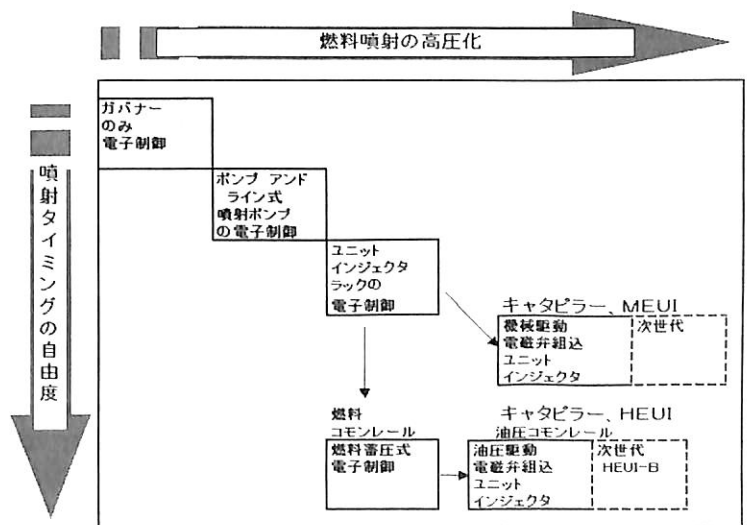 燃料噴射の高圧化
噴射タイミングの自由度
ガバナー
のみ
電子制御
ポンプ アンド
ライン式
噴射ポンプ
の電子制御
ユニット
インジェクタ
ラックの
電子制御
キャタピラー、MEUI
機械駆動
電磁弁組込
ユニット
インジェクタ
次世代
燃料
コモンレール
燃料蓄圧式
電子制御
キャタピラー、HEUI
油圧コモンレール
油圧駆動
電磁弁組込
ユニット
インジェクタ
次世代
HEUI-B